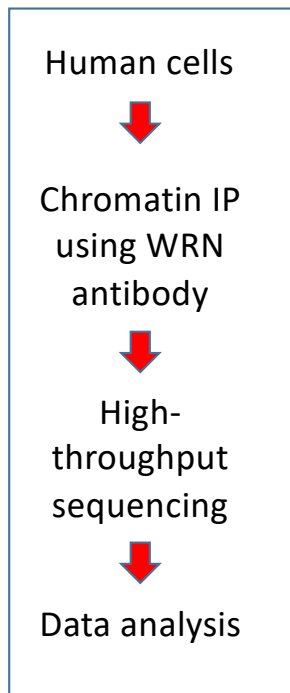 Human cells
Chromatin IP
using WRN
antibody
High-
throughput
sequencing
Data analysis